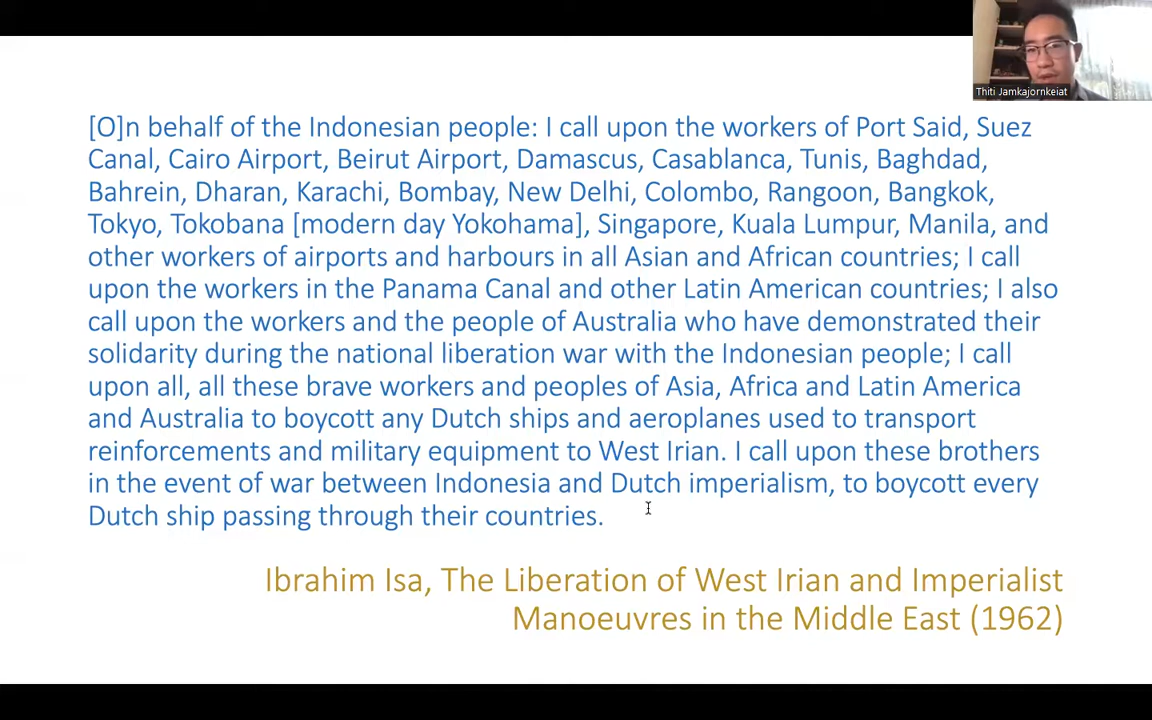 Thiti Jamkajornkeiat
[O]n behalf of the Indonesian people: I call upon the workers of Port Said, Suez
Canal, Cairo Airport, Beirut Airport, Damascus, Casablanca, Tunis, Baghdad,
Bahrein, Dharan, Karachi, Bombay, New Delhi, Colombo, Rangoon, Bangkok,
Tokyo, Tokobana [modern day Yokohama], Singapore, Kuala Lumpur, Manila, and
other workers of airports and harbours in all Asian and African countries; I call
upon the workers in the Panama Canal and other Latin American countries; I also
call upon the workers and the people of Australia who have demonstrated their
solidarity during the national liberation war with the Indonesian people; I call
upon all, all these brave workers and peoples of Asia, Africa and Latin America
and Australia to boycott any Dutch ships and aeroplanes used to transport
reinforcements and military equipment to West Irian. I call upon these brothers
in the event of war between Indonesia and Dutch imperialism, to boycott every
Dutch ship passing through their countries.
Ibrahim Isa, The Liberation of West Irian and Imperialist
Manoeuvres in the Middle East (1962)